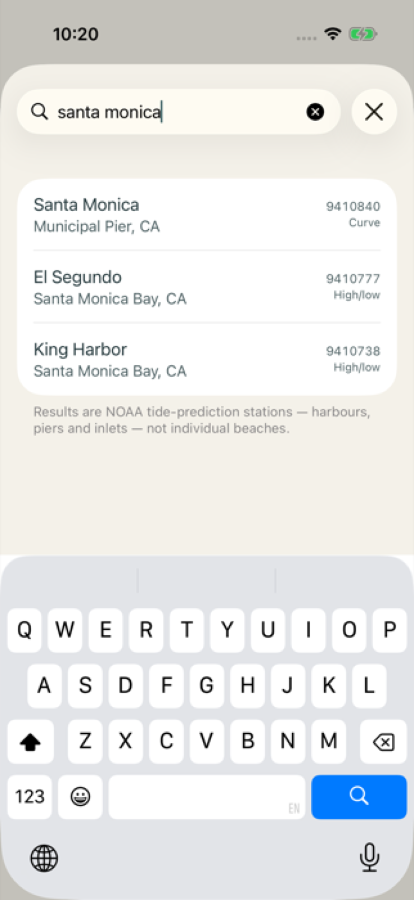 10:20
santa monica
Santa Monica
9410840
Municipal Pier, CA
Curve
El Segundo
9410777
Santa Monica Bay, CA
High/low
King Harbor
9410738
Santa Monica Bay, CA
High/low
Results are NOAA tide-prediction stations — harbours,
piers and inlets — not individual beaches.
Q W E R T Y U I O P
A S D F G H J K L
Z X C V B N M
123
EN